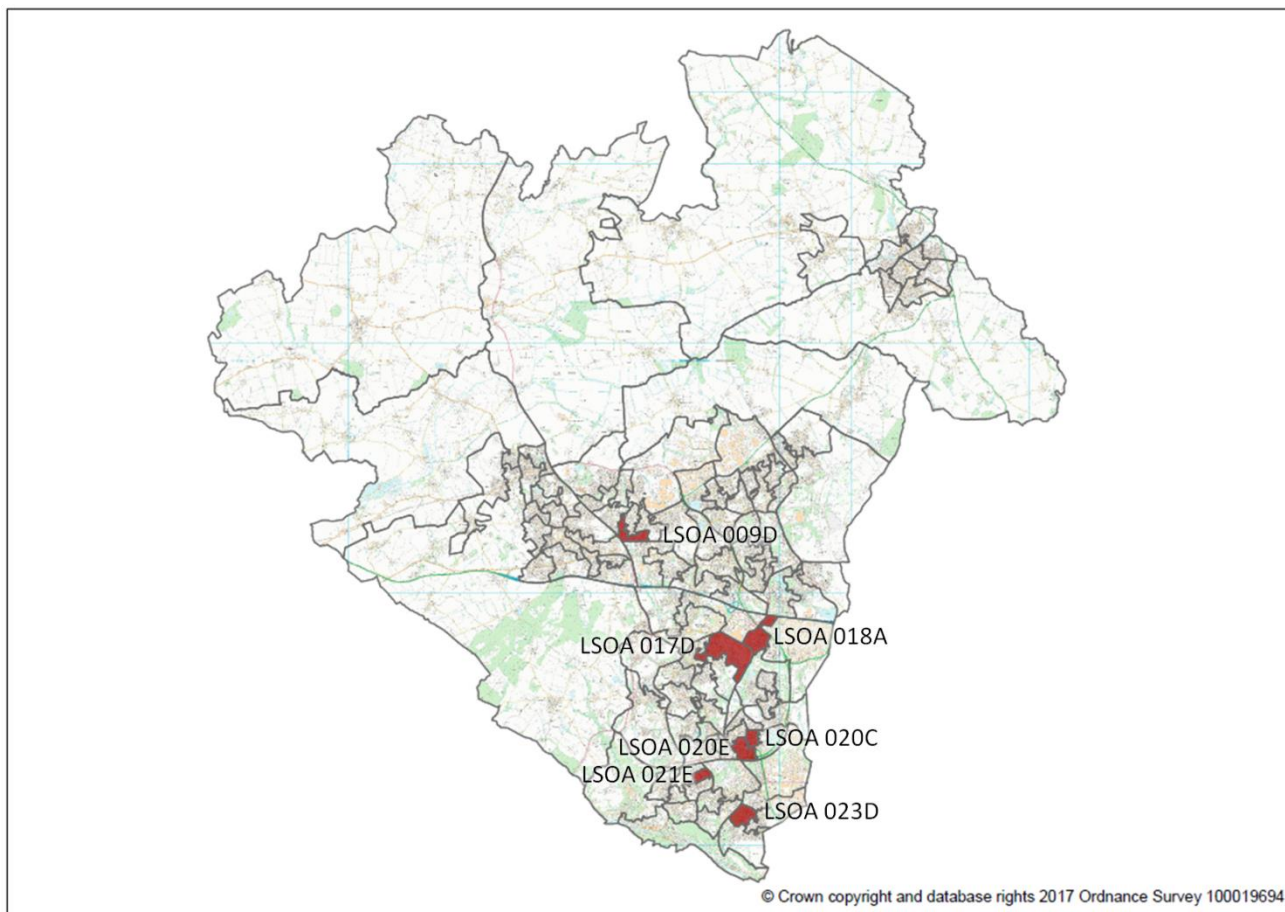 LSOA 009D
LSOA 017D
LSOA 018A
LSOA 020E
LSOA 020C
LSOA 021E
LSOA 023D
© Crown copyright and database rights 2017 Ordnance Survey 100019694